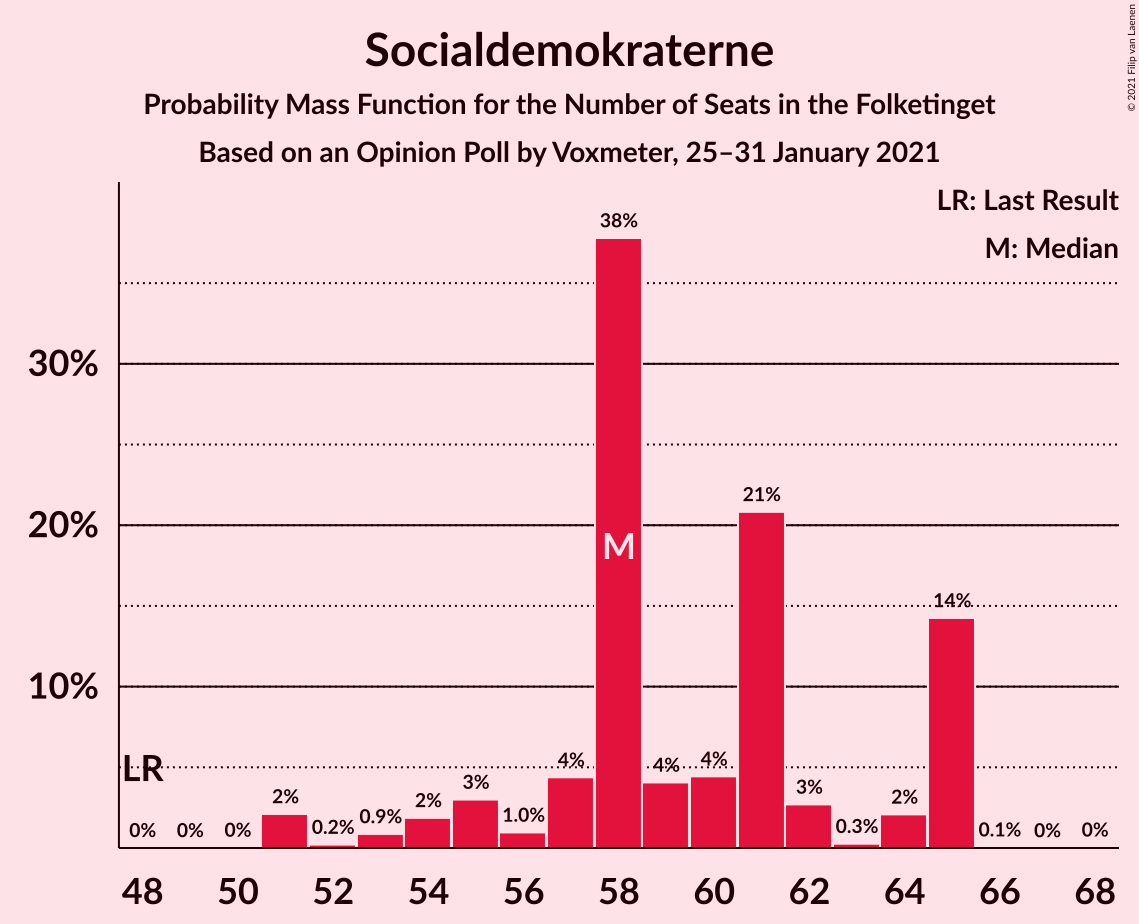 Socialdemokraterne
Probability Mass Function for the Number of Seats in the Folketinget
Based on an Opinion Poll by Voxmeter, 25–31 January 2021
© 2021 Filip van Laenen
LR: Last Result
M: Median
38%
30%
20%
10%
M
21%
14%
LR
0%
0%
0%
2%
0.2%
0.9%
2%
3%
1.0%
4%
4%
4%
3%
0.3%
2%
0.1%
0%
0%
48 50 52 54 56 58 60 62 64 66 68